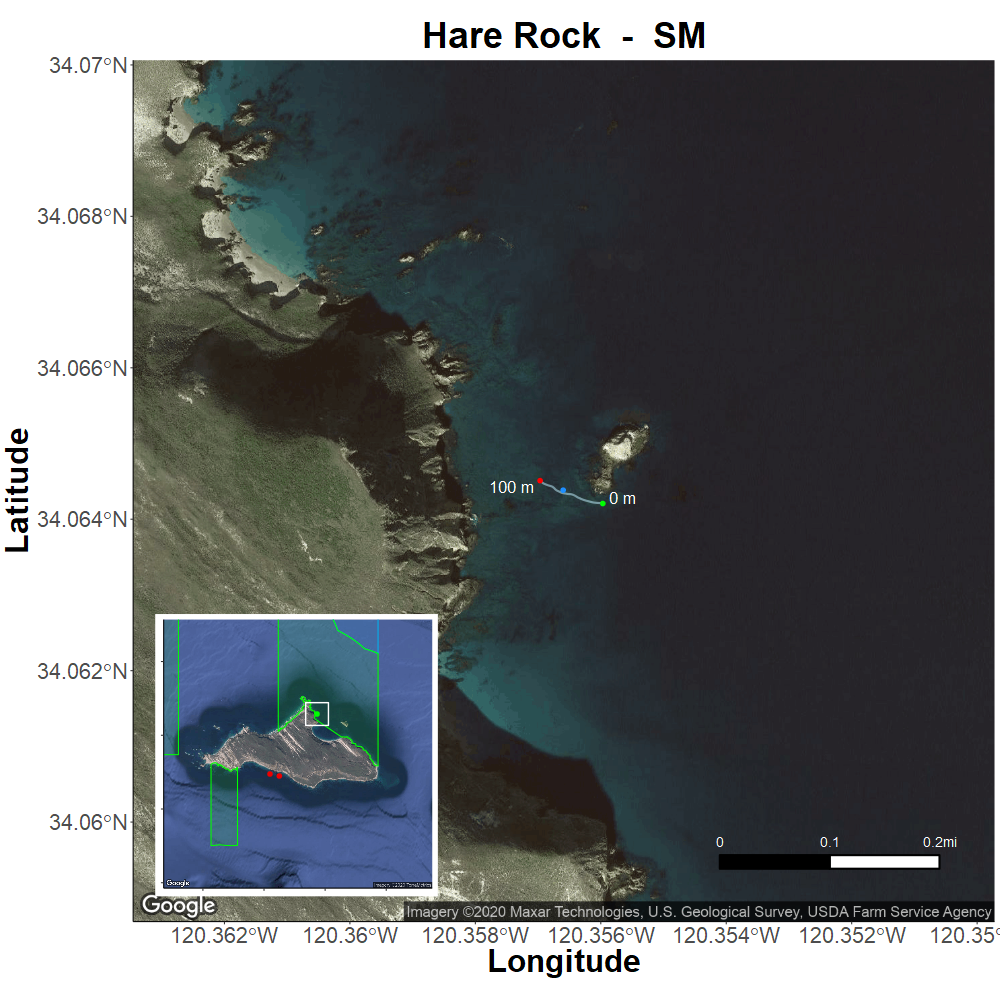 Hare Rock - SM
34.07°N
34.068°N
34.066°N
34.064°N
34.062°N
34.06°N
Latitude
100 m
0 m
0 0.1 0.2mi
Google
Google
Imagery ©2020 Maxar Technologies, U.S. Geological Survey, USDA Farm Service Agency
120.362°W 120.36°W 120.358°W 120.356°W 120.354°W 120.352°W 120.35°
Longitude